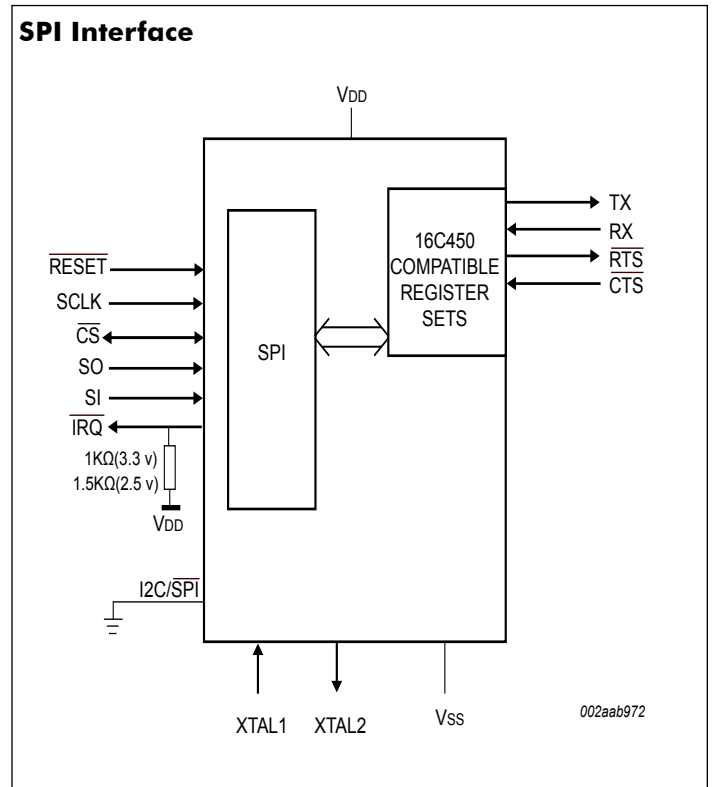 SPI Interface
VDD
RESET
SCLK
CS
SO
SI
IRQ
1KΩ(3.3 v)
1.5KΩ(2.5 v)
VDD
I2C/SPI
SPI
16C450
COMPATIBLE
REGISTER
SETS
TX
RX
RTS
CTS
XTAL1
XTAL2
VSS
002aab972